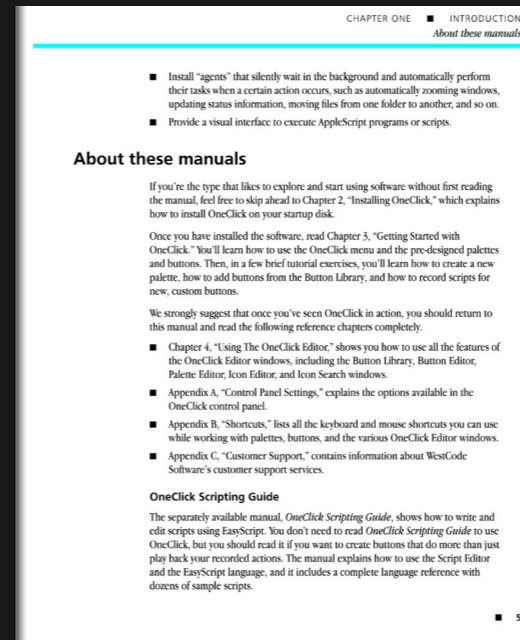 CHAPTER ONE ■ INTRODUCTION
About these manuals
■ Install “agents” that silently wait in the background and automatically perform
their tasks when a certain action occurs, such as automatically zooming windows,
updating status information, moving files from one folder to another, and so on.
■ Provide a visual interface to execute AppleScript programs or scripts.
About these manuals
If you're the type that likes to explore and start using software without first reading
the manual, feel free to skip ahead to Chapter 2, “Installing OneClick,” which explains
how to install OneClick on your startup disk.
Once you have installed the software, read Chapter 3, “Getting Started with
OneClick.” You'll learn how to use the OneClick menu and the pre-designed palettes
and buttons. Then, in a few brief tutorial exercises, you'll learn how to create a new
palette, how to add buttons from the Button Library, and how to record scripts for
new, custom buttons.
We strongly suggest that once you've seen OneClick in action, you should return to
this manual and read the following reference chapters completely.
■ Chapter 4, “Using The OneClick Editor,” shows you how to use all the features of
the OneClick Editor windows, including the Button Library, Button Editor,
Palette Editor, Icon Editor, and Icon Search windows.
■ Appendix A, “Control Panel Settings,” explains the options available in the
OneClick control panel.
■ Appendix B, “Shortcuts,” lists all the keyboard and mouse shortcuts you can use
while working with palettes, buttons, and the various OneClick Editor windows.
■ Appendix C, “Customer Support,” contains information about WestCode
Software's customer support services.
OneClick Scripting Guide
The separately available manual, OneClick Scripting Guide, shows how to write and
edit scripts using EasyScript. You don't need to read OneClick Scripting Guide to use
OneClick, but you should read it if you want to create buttons that do more than just
play back your recorded actions. The manual explains how to use the Script Editor
and the EasyScript language, and it includes a complete language reference with
dozens of sample scripts.
■ 5